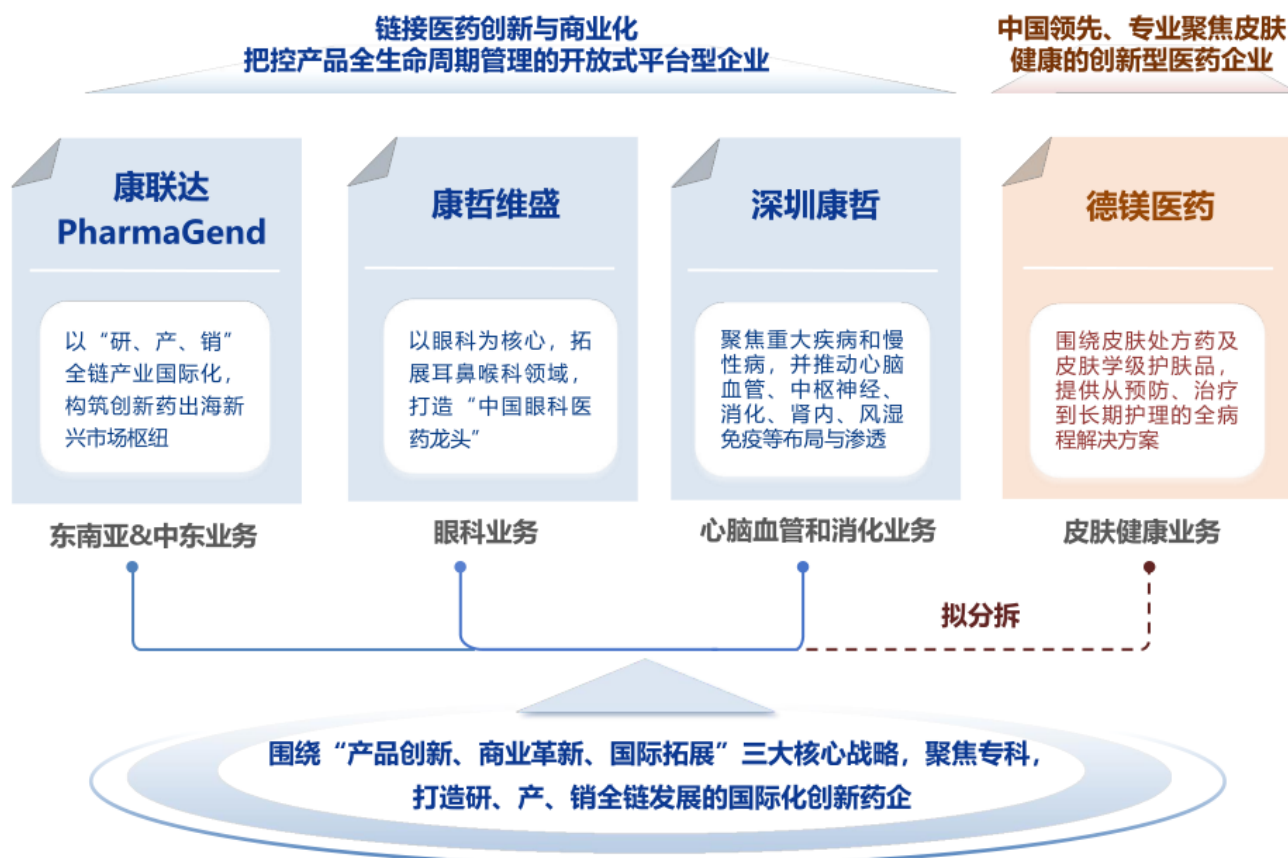 链接医药创新与商业化
把控产品全生命周期管理的开放式平台型企业
中国领先、专业聚焦皮肤
健康的创新型医药企业
康联达
PharmaGend
以“研、产、销”
全链产业国际化，
构筑创新药出海新
兴市场枢纽
东南亚&中东业务
康哲维盛
以眼科为核心，拓
展耳鼻喉科领域，
打造“中国眼科医
药龙头”
眼科业务
深圳康哲
聚焦重大疾病和慢
性病，并推动心脑
血管、中枢神经、
消化、肾内、风湿
免疫等布局与渗透
心脑血管和消化业务
德镁医药
围绕皮肤处方药及
皮肤学级护肤品，
提供从预防、治疗
到长期护理的全病
程解决方案
皮肤健康业务
拟分拆
围绕“产品创新、商业革新、国际拓展”三大核心战略，聚焦专科，
打造研、产、销全链发展的国际化创新药企